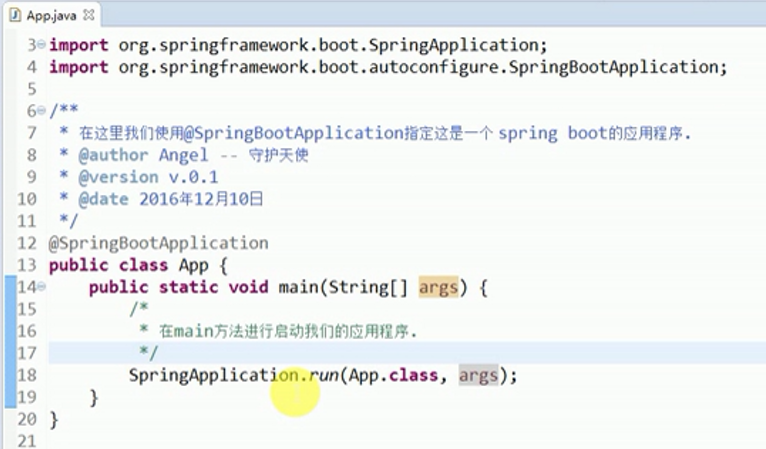 App.java
3 import org.springframework.boot.SpringApplication;
4 import org.springframework.boot.autoconfigure.SpringBootApplication;
5
6 /**
7  * 在这里我们使用@SpringBootApplication指定这是一个 spring boot的应用程序.
8  * @author Angel -- 守护天使
9  * @version v.0.1
10  * @date 2016年12月10日
11  */
12 @SpringBootApplication
13 public class App {
14     public static void main(String[] args) {
15         /*
16          * 在main方法进行启动我们的应用程序.
17          */
18         SpringApplication.run(App.class, args);
19     }
20 }
21